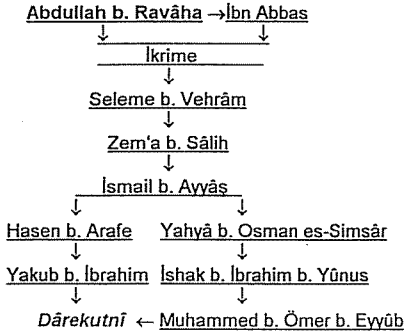 Abdullah b. Ravâha →İbn Abbas
↓ ↓
İkrime
↓
Seleme b. Vehrâm
↓
Zem'a b. Sâlih
↓
İsmail b. Ayyâş
↓ ↓
Hasen b. Arafe Yahyâ b. Osman es-Simsâr
↓ ↓
Yakub b. İbrahim İshak b. İbrahim b. Yûnus
↓ ↓
Dârekutnî ← Muhammed b. Ömer b. Eyyûb